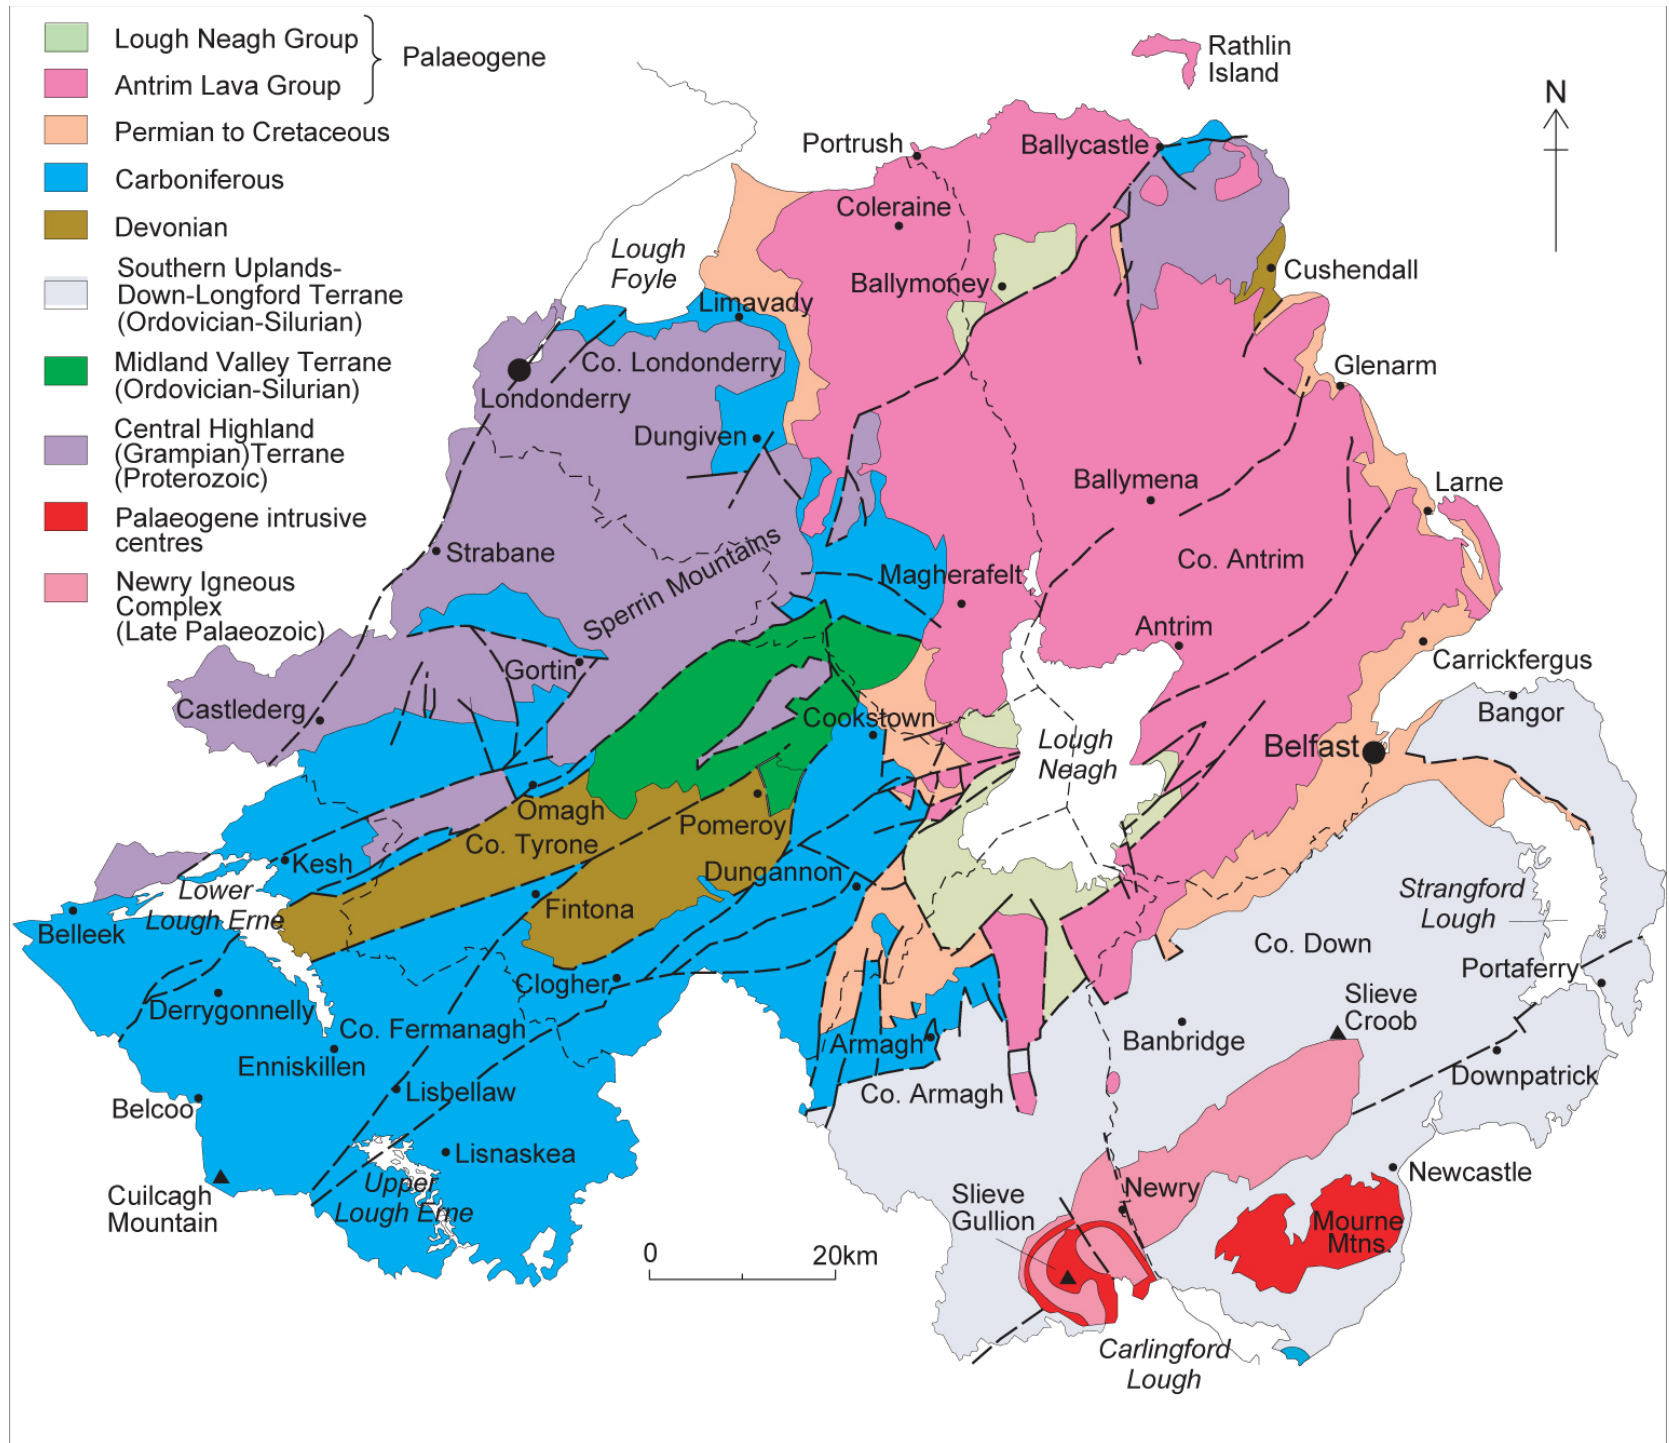 Lough Neagh Group
Antrim Lava Group
Palaeogene
Permian to Cretaceous
Carboniferous
Devonian
Southern Uplands-
Down-Longford Terrane
(Ordovician-Silurian)
Midland Valley Terrane
(Ordovician-Silurian)
Central Highland
(Grampian)Terrane
(Proterozoic)
Palaeogene intrusive
centres
Newry Igneous
Complex
(Late Palaeozoic)
Rathlin
Island
N
Portrush
Ballycastle
Coleraine
Lough
Foyle
Ballymoney
Cushendall
Limavady
Co. Londonderry
Glenarm
Londonderry
Dungiven
Ballymena
Larne
Strabane
Co. Antrim
Sperrin Mountains
Magherafelt
Antrim
Carrickfergus
Gortin
Castlederg
Cookstown
Bangor
Belfast
Lough
Neagh
Omagh
Pomeroy
Co. Tyrone
Kesh
Dungannon
Lower
Lough Erne
Fintona
Strangford
Lough
Belleek
Co. Down
Portaferry
Clogher
Derrygonnelly
Slieve
Croob
Co. Fermanagh
Armagh
Banbridge
Enniskillen
Downpatrick
Lisbellaw
Co. Armagh
Belcoo
Lisnaskea
Newcastle
Cuilcagh
Mountain
Upper
Lough Erne
Slieve
Gullion
Newry
Mourne
Mtns.
0
20km
Carlingford
Lough